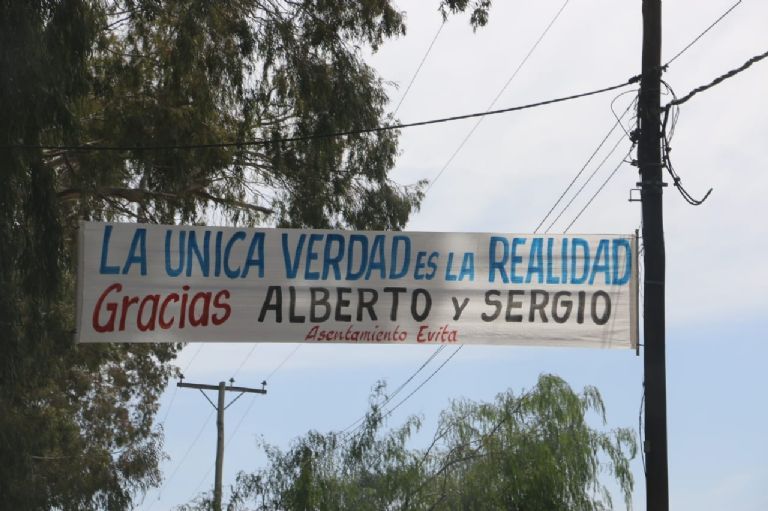 LA UNICA VERDAD ES LA REALIDAD
Gracias ALBERTO Y SERGIO
Asentamiento Evita